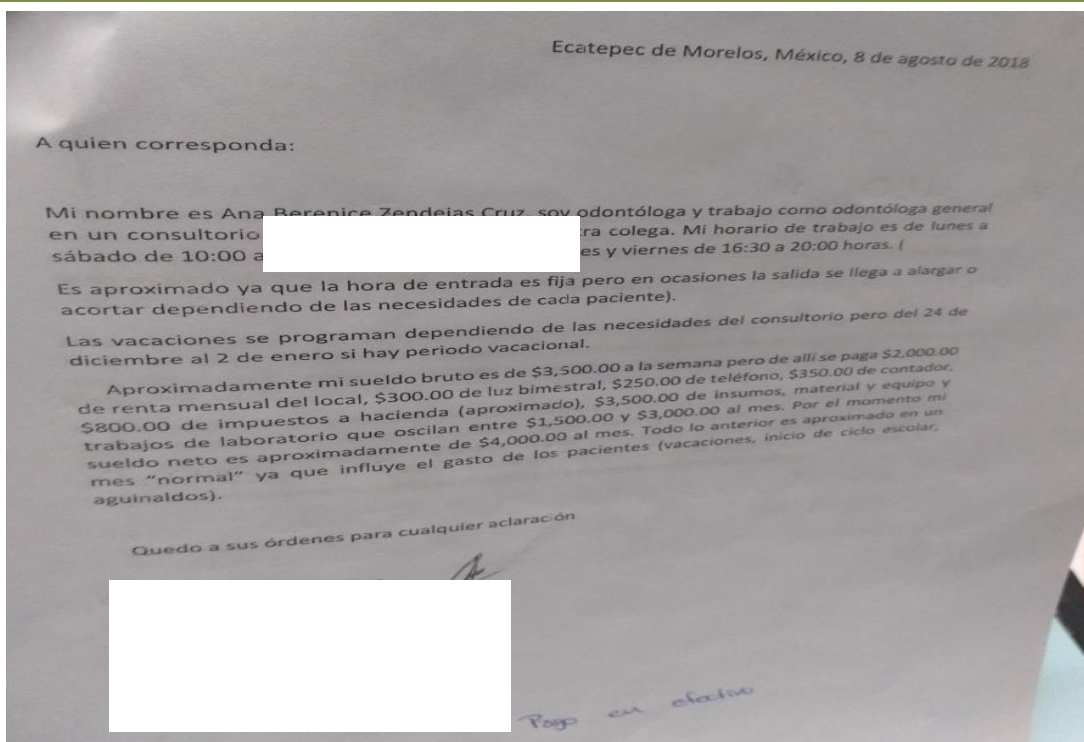 Ecatepec de Morelos, México, 8 de agosto de 2018
A quien corresponda:
Mi nombre es Ana Berenice Zendejas Cruz, soy odontóloga y trabajo como odontóloga general
en un consultorio ra colega. Mi horario de trabajo es de lunes a
sábado de 10:00 a es y viernes de 16:30 a 20:00 horas. (
Es aproximado ya que la hora de entrada es fija pero en ocasiones la salida se llega a alargar o
acortar dependiendo de las necesidades de cada paciente).
Las vacaciones se programan dependiendo de las necesidades del consultorio pero del 24 de
diciembre al 2 de enero si hay periodo vacacional.
Aproximadamente mi sueldo bruto es de $3,500.00 a la semana pero de allí se paga $2,000.00
de renta mensual del local, $300.00 de luz bimestral, $250.00 de teléfono, $350.00 de contador,
$800.00 de impuestos a hacienda (aproximado), $3,500.00 de insumos, material y equipo y
trabajos de laboratorio que oscilan entre $1,500.00 y $3,000.00 al mes. Por el momento mi
sueldo neto es aproximadamente de $4,000.00 al mes. Todo lo anterior es aproximado en un
mes "normal" ya que influye el gasto de los pacientes (vacaciones, inicio de ciclo escolar,
aguinaldos).
Quedo a sus órdenes para cualquier aclaración
Pago en efectivo